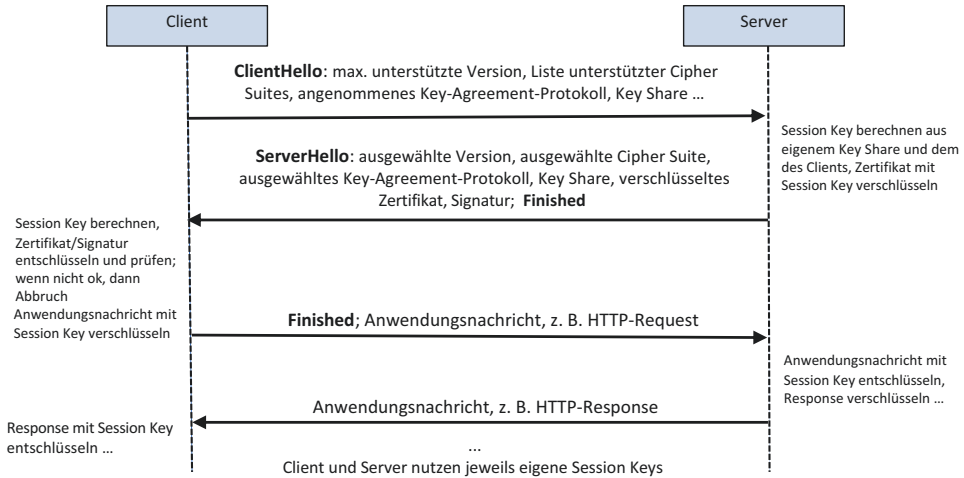 Client
Server
ClientHello: max. unterstützte Version, Liste unterstützter Cipher
Suites, angenommenes Key-Agreement-Protokoll, Key Share …
Session Key berechnen aus
eigenem Key Share und dem
des Clients, Zertifikat mit
Session Key verschlüsseln
ServerHello: ausgewählte Version, ausgewählte Cipher Suite,
ausgewähltes Key-Agreement-Protokoll, Key Share, verschlüsseltes
Zertifikat, Signatur; Finished
Session Key berechnen,
Zertifikat/Signatur
entschlüsseln und prüfen;
wenn nicht ok, dann
Abbruch
Anwendungsnachricht mit
Session Key verschlüsseln
Finished; Anwendungsnachricht, z. B. HTTP-Request
Anwendungsnachricht mit
Session Key entschlüsseln,
Response verschlüsseln …
Anwendungsnachricht, z. B. HTTP-Response
Response mit Session Key
entschlüsseln …
...
Client und Server nutzen jeweils eigene Session Keys